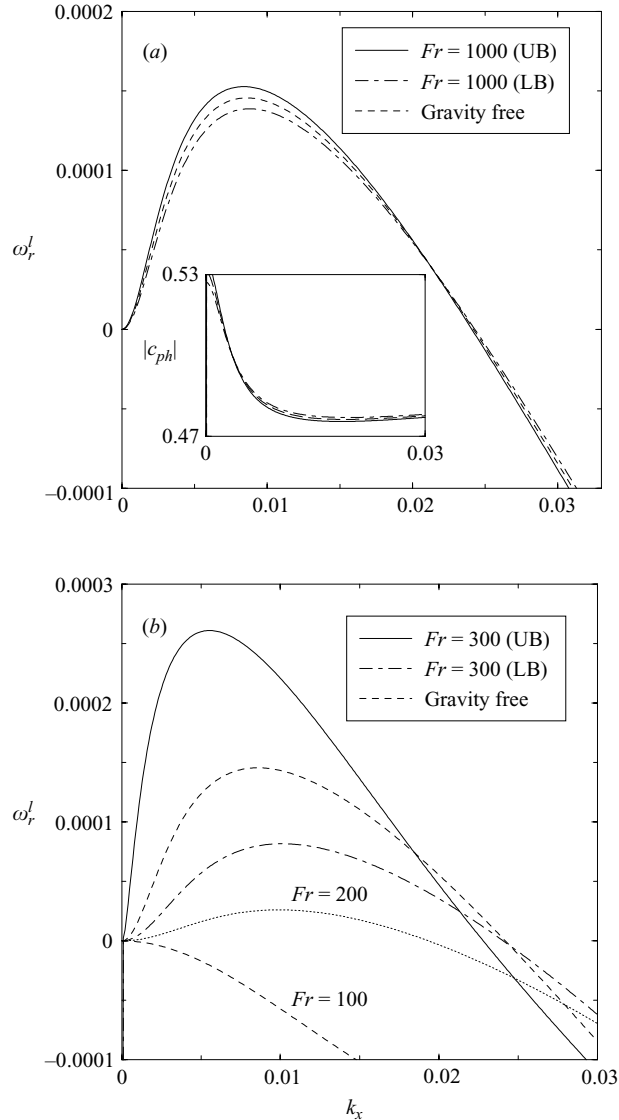 0.0002
(a)
Fr = 1000 (UB)
Fr = 1000 (LB)
Gravity free
0.0001
ω_r^l
0.53
|c_ph|
0
0.47
0
0.03
–0.0001
0
0.01
0.02
0.03
0.0003
(b)
Fr = 300 (UB)
Fr = 300 (LB)
Gravity free
0.0002
ω_r^l
0.0001
Fr = 200
0
Fr = 100
–0.0001
0
0.01
0.02
0.03
k_x